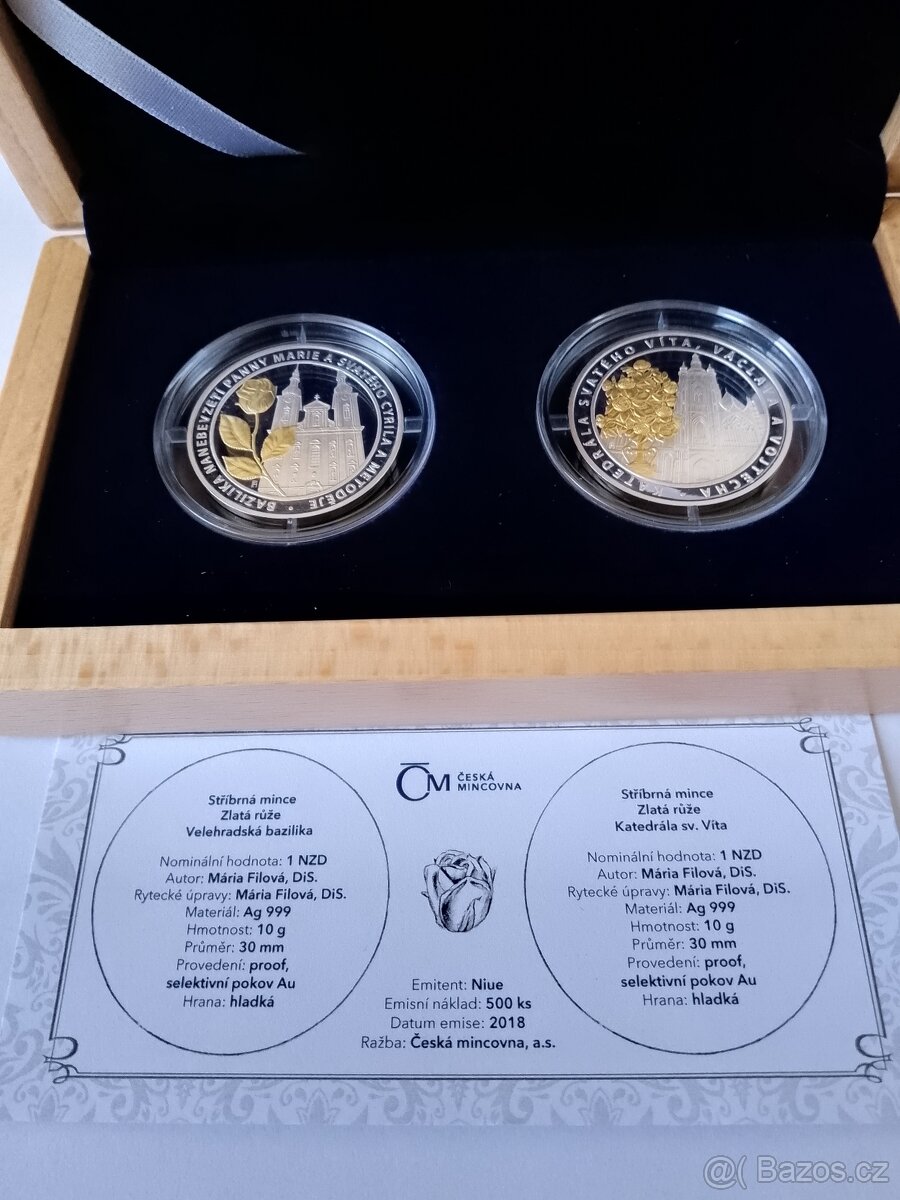 BAZILIKA NANEBEVZETÍ PANNY MARIE A SVATÉHO CYRILA A METODĚJE •
KATEDRÁLA SVATÉHO VÍTA, VÁCLAVA A VOJTĚCHA •
ČM ČESKÁ
MINCOVNA
Stříbrná mince
Zlatá růže
Velehradská bazilika
Nominální hodnota: 1 NZD
Autor: Mária Filová, DiS.
Rytecké úpravy: Mária Filová, DiS.
Materiál: Ag 999
Hmotnost: 10 g
Průměr: 30 mm
Provedení: proof,
selektivní pokov Au
Hrana: hladká
Stříbrná mince
Zlatá růže
Katedrála sv. Víta
Nominální hodnota: 1 NZD
Autor: Mária Filová, DiS.
Rytecké úpravy: Mária Filová, DiS.
Materiál: Ag 999
Hmotnost: 10 g
Průměr: 30 mm
Provedení: proof,
selektivní pokov Au
Hrana: hladká
Emitent: Niue
Emisní náklad: 500 ks
Datum emise: 2018
Ražba: Česká mincovna, a.s.
@( Bazos.cz